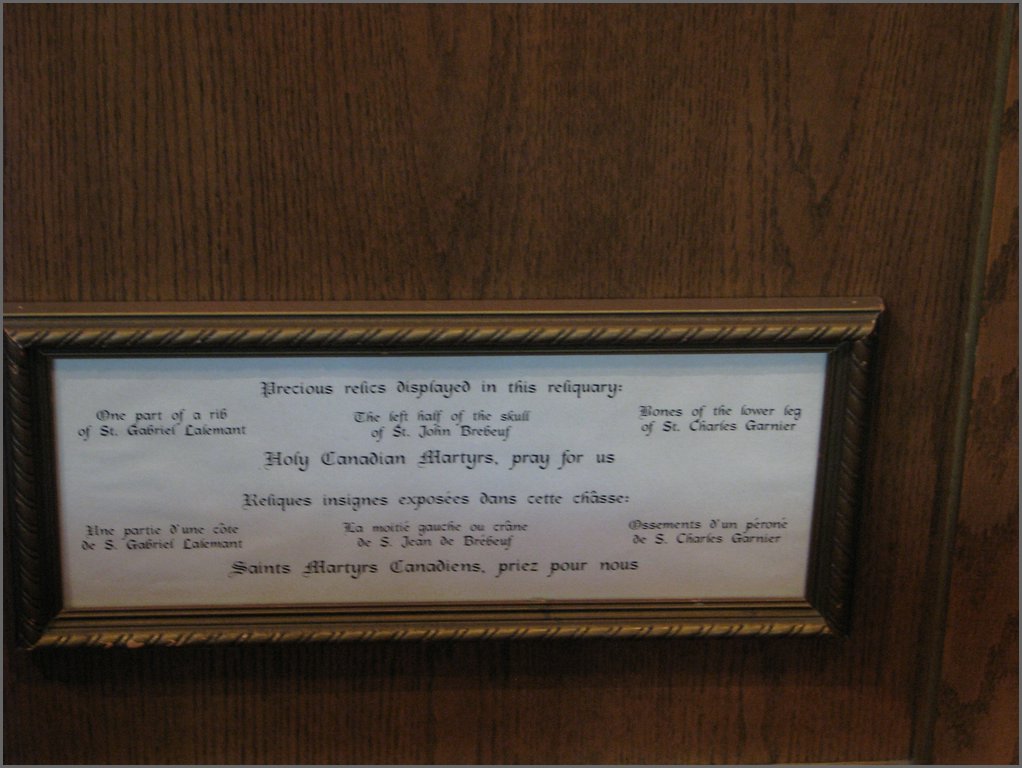 Precious relics displayed in this reliquary:
One part of a rib
of St. Gabriel Lalemant
The left half of the skull
of St. John Brebeuf
Bones of the lower leg
of St. Charles Garnier
Holy Canadian Martyrs, pray for us
Reliques insignes exposées dans cette châsse:
Une partie d'une côte
de S. Gabriel Lalemant
La moitié gauche ou crâne
de S. Jean de Brébeuf
Ossements d'un péroné
de S. Charles Garnier
Saints Martyrs Canadiens, priez pour nous